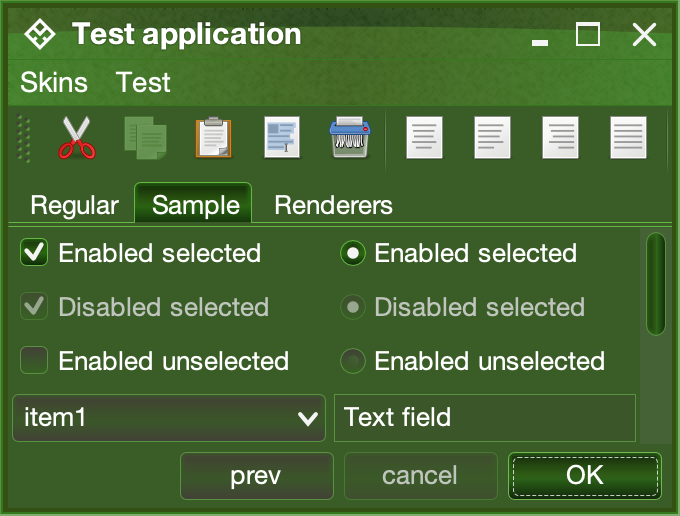 Test application
Skins Test
Regular Sample Renderers
Enabled selected Enabled selected
Disabled selected Disabled selected
Enabled unselected Enabled unselected
item1 Text field
prev cancel OK